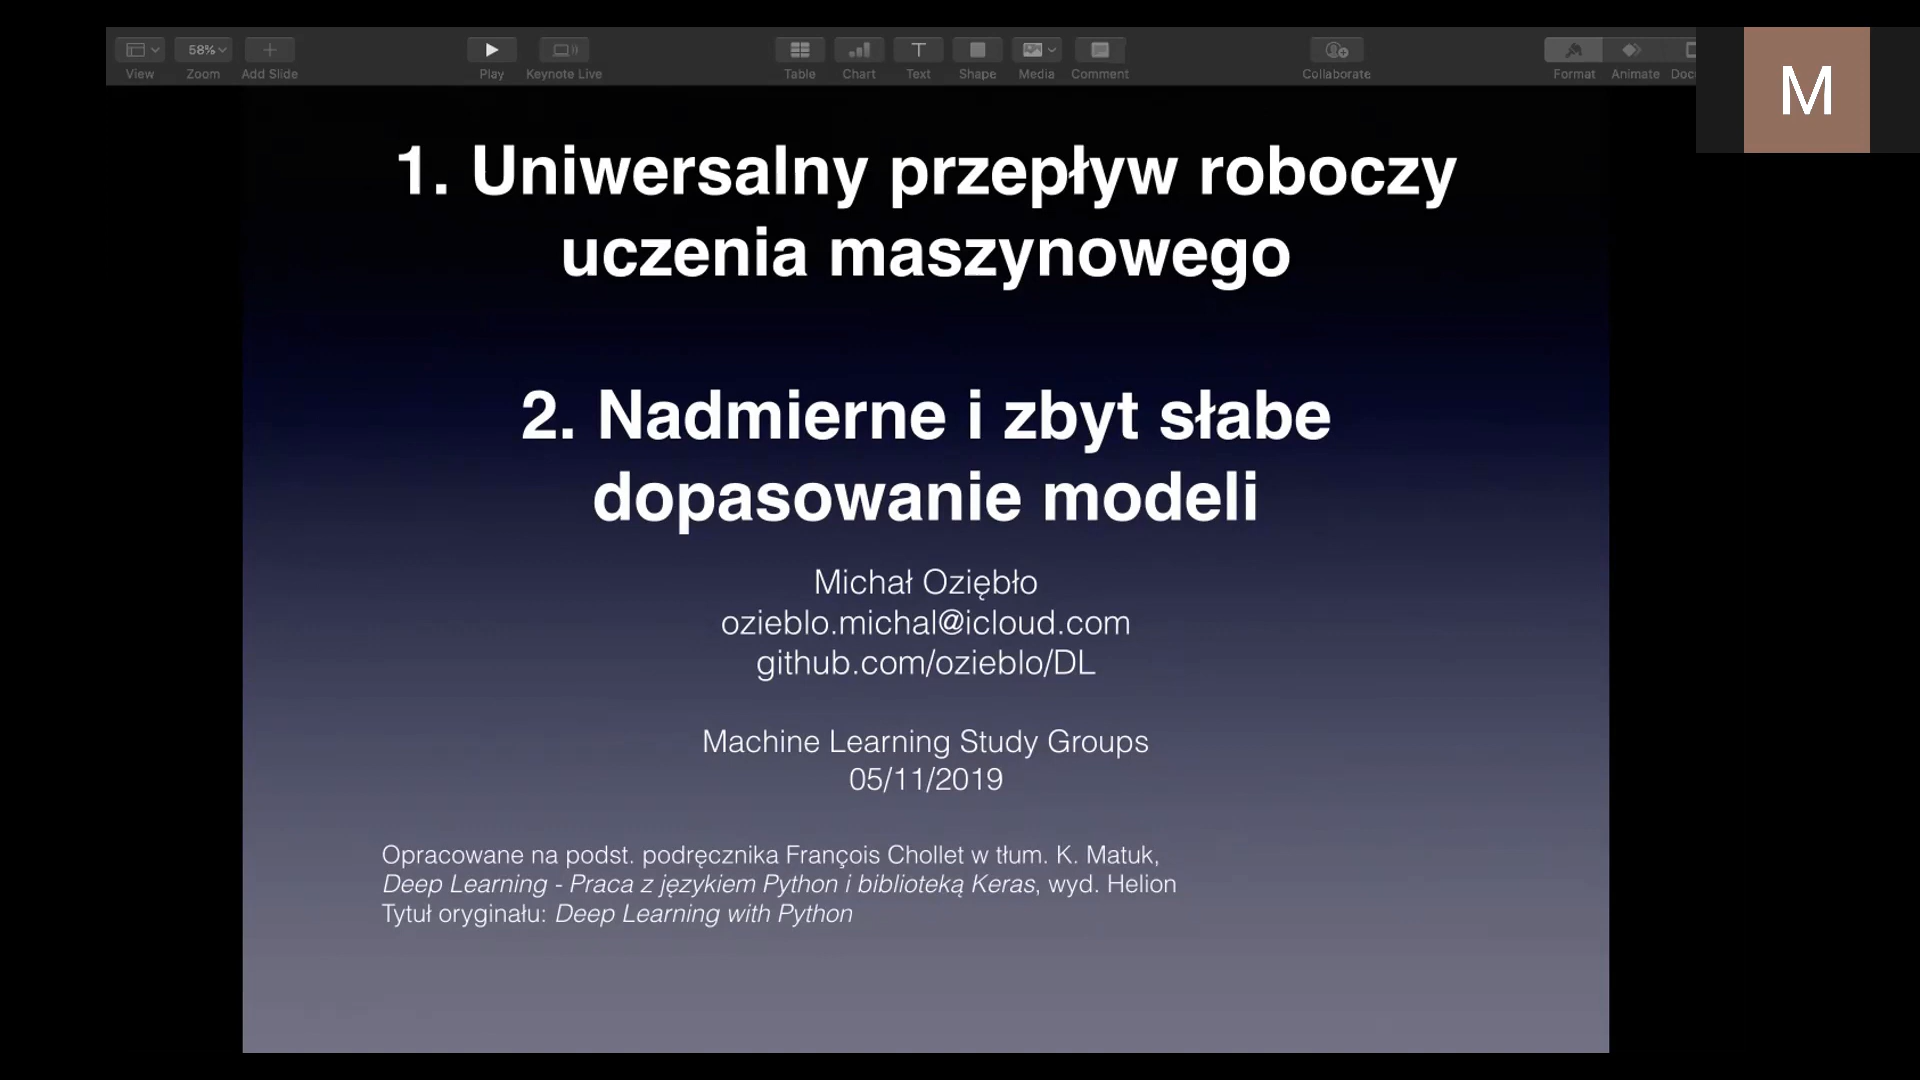 58%
View
Zoom
Add Slide
Play
Keynote Live
Table
Chart
Text
Shape
Media
Comment
Collaborate
Format
Animate
M
1. Uniwersalny przepływ roboczy
uczenia maszynowego
2. Nadmierne i zbyt słabe
dopasowanie modeli
Michał Oziębło
ozieblo.michal@icloud.com
github.com/ozieblo/DL
Machine Learning Study Groups
05/11/2019
Opracowane na podst. podręcznika François Chollet w tłum. K. Matuk,
Deep Learning - Praca z językiem Python i biblioteką Keras, wyd. Helion
Tytuł oryginału: Deep Learning with Python